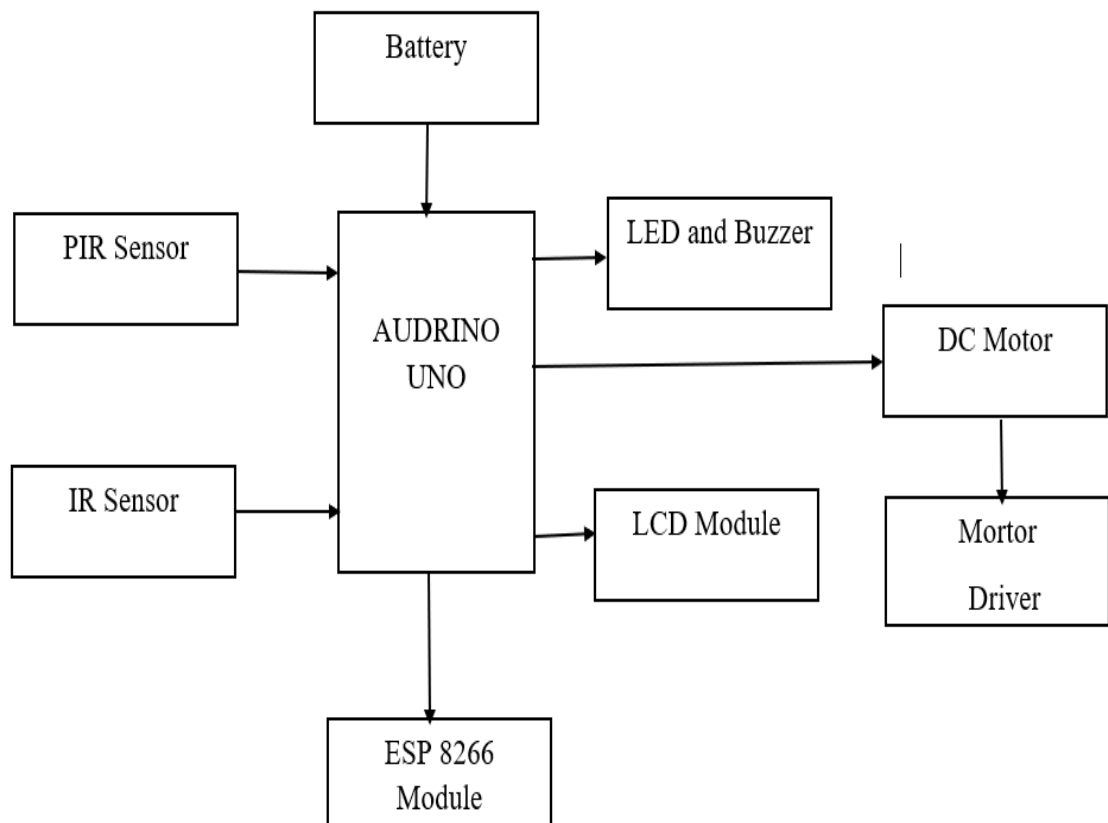 Battery
PIR Sensor
LED and Buzzer
AUDRINO
UNO
DC Motor
IR Sensor
LCD Module
Mortor
Driver
ESP 8266
Module